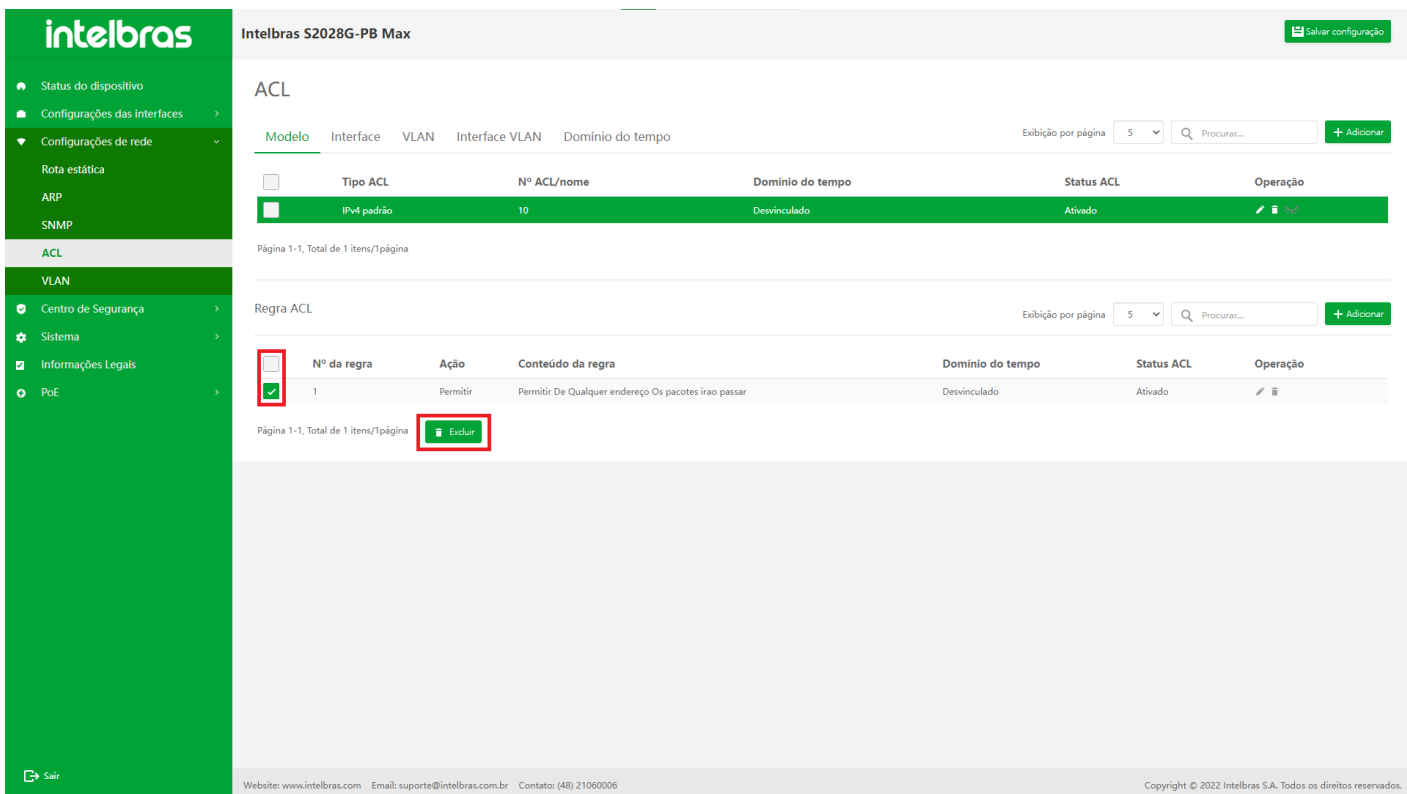 intelbras
Intelbras S2028G-PB Max
Salvar configuração
Status do dispositivo
Configurações das interfaces
Configurações de rede
Rota estática
ARP
SNMP
ACL
VLAN
Centro de Segurança
Sistema
Informações Legais
PoE
Sair
ACL
Modelo Interface VLAN Interface VLAN Domínio do tempo
Exibição por página 5 Procurar... + Adicionar
Tipo ACL Nº ACL/nome Domínio do tempo Status ACL Operação
IPv4 padrão 10 Desvinculado Ativado
Página 1-1, Total de 1 itens/1página
Regra ACL
Exibição por página 5 Procurar... + Adicionar
Nº da regra Ação Conteúdo da regra Domínio do tempo Status ACL Operação
1 Permitir Permitir De Qualquer endereço Os pacotes irao passar Desvinculado Ativado
Página 1-1, Total de 1 itens/1página Excluir
Website: www.intelbras.com Email: suporte@intelbras.com.br Contato: (48) 21060006
Copyright © 2022 Intelbras S.A. Todos os direitos reservados.